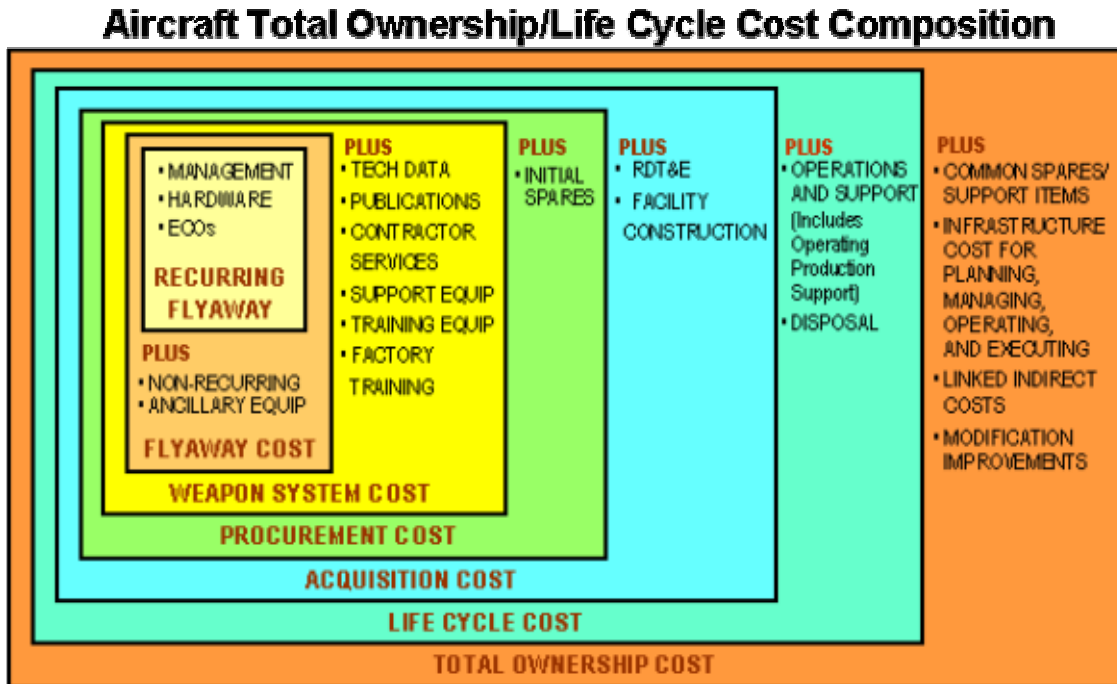 Aircraft Total Ownership/Life Cycle Cost Composition
• MANAGEMENT
• HARDWARE
• ECOs
RECURRING
FLYAWAY
PLUS
• NON-RECURRING
• ANCILLARY EQUIP
FLYAWAY COST
PLUS
• TECH DATA
• PUBLICATIONS
• CONTRACTOR
SERVICES
• SUPPORT EQUIP
• TRAINING EQUIP
• FACTORY
TRAINING
WEAPON SYSTEM COST
PLUS
• INITIAL
SPARES
PROCUREMENT COST
PLUS
• RDT&E
• FACILITY
CONSTRUCTION
ACQUISITION COST
PLUS
• OPERATIONS
AND SUPPORT
(Includes
Operating
Production
Support)
• DISPOSAL
LIFE CYCLE COST
PLUS
• COMMON SPARES/
SUPPORT ITEMS
• INFRASTRUCTURE
COST FOR
PLANNING,
MANAGING,
OPERATING,
AND EXECUTING
• LINKED INDIRECT
COSTS
• MODIFICATION
IMPROVEMENTS
TOTAL OWNERSHIP COST